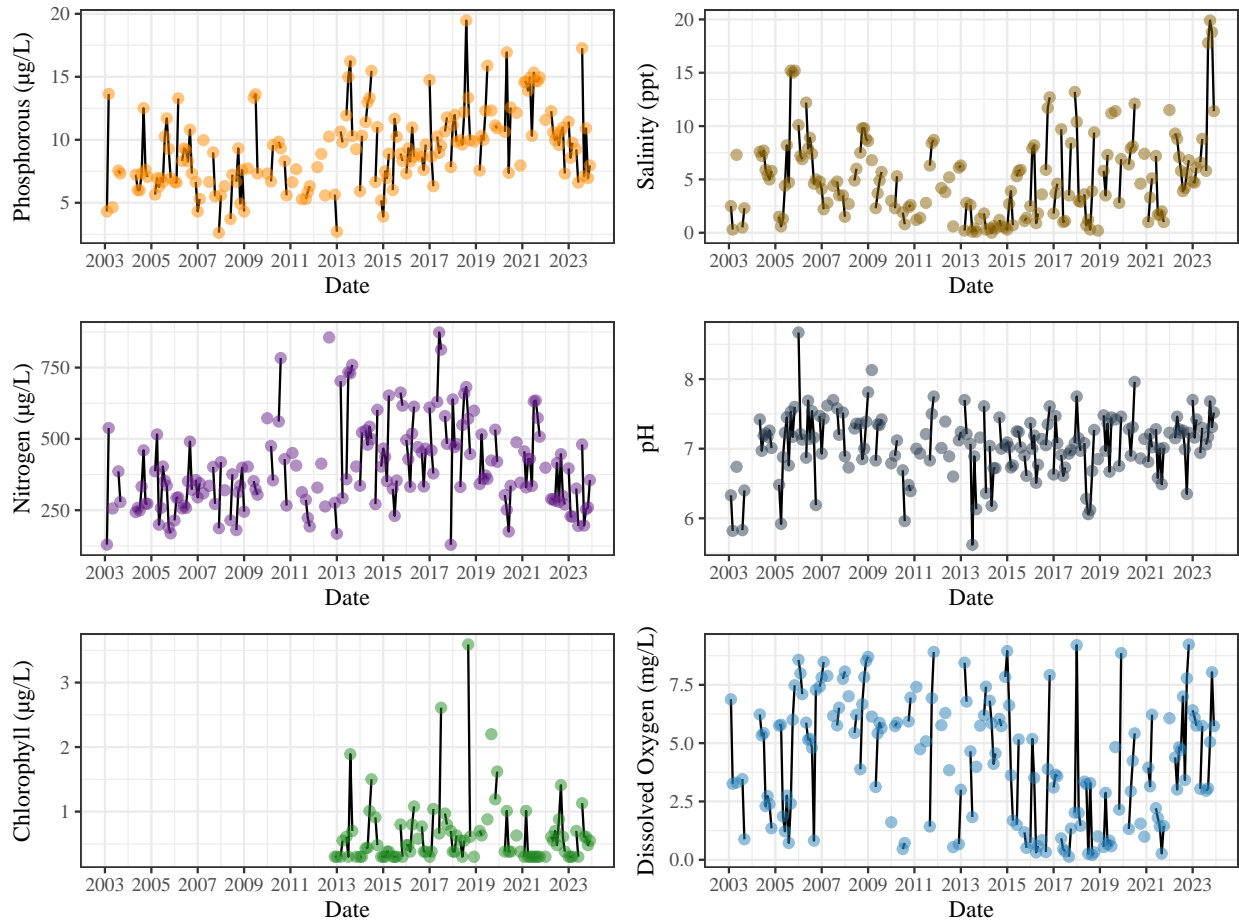 Phosphorous (µg/L)
20
15
10
5
2003 2005 2007 2009 2011 2013 2015 2017 2019 2021 2023
Date
Salinity (ppt)
20
15
10
5
0
2003 2005 2007 2009 2011 2013 2015 2017 2019 2021 2023
Date
Nitrogen (µg/L)
750
500
250
2003 2005 2007 2009 2011 2013 2015 2017 2019 2021 2023
Date
pH
8
7
6
2003 2005 2007 2009 2011 2013 2015 2017 2019 2021 2023
Date
Chlorophyll (µg/L)
3
2
1
2003 2005 2007 2009 2011 2013 2015 2017 2019 2021 2023
Date
Dissolved Oxygen (mg/L)
7.5
5.0
2.5
0.0
2003 2005 2007 2009 2011 2013 2015 2017 2019 2021 2023
Date